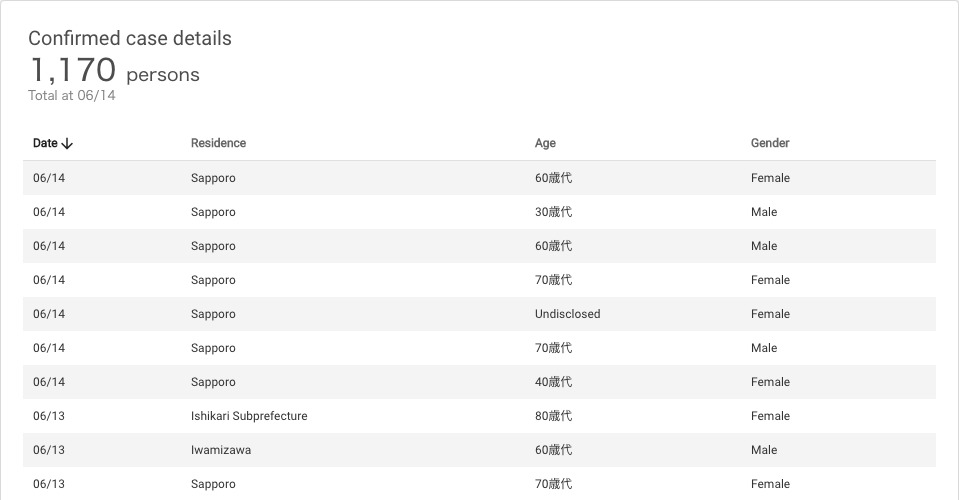 Confirmed case details
1,170 persons
Total at 06/14
Date Residence Age Gender
06/14 Sapporo 60歳代 Female
06/14 Sapporo 30歳代 Male
06/14 Sapporo 60歳代 Male
06/14 Sapporo 70歳代 Female
06/14 Sapporo Undisclosed Female
06/14 Sapporo 70歳代 Male
06/14 Sapporo 40歳代 Female
06/13 Ishikari Subprefecture 80歳代 Female
06/13 Iwamizawa 60歳代 Male
06/13 Sapporo 70歳代 Female